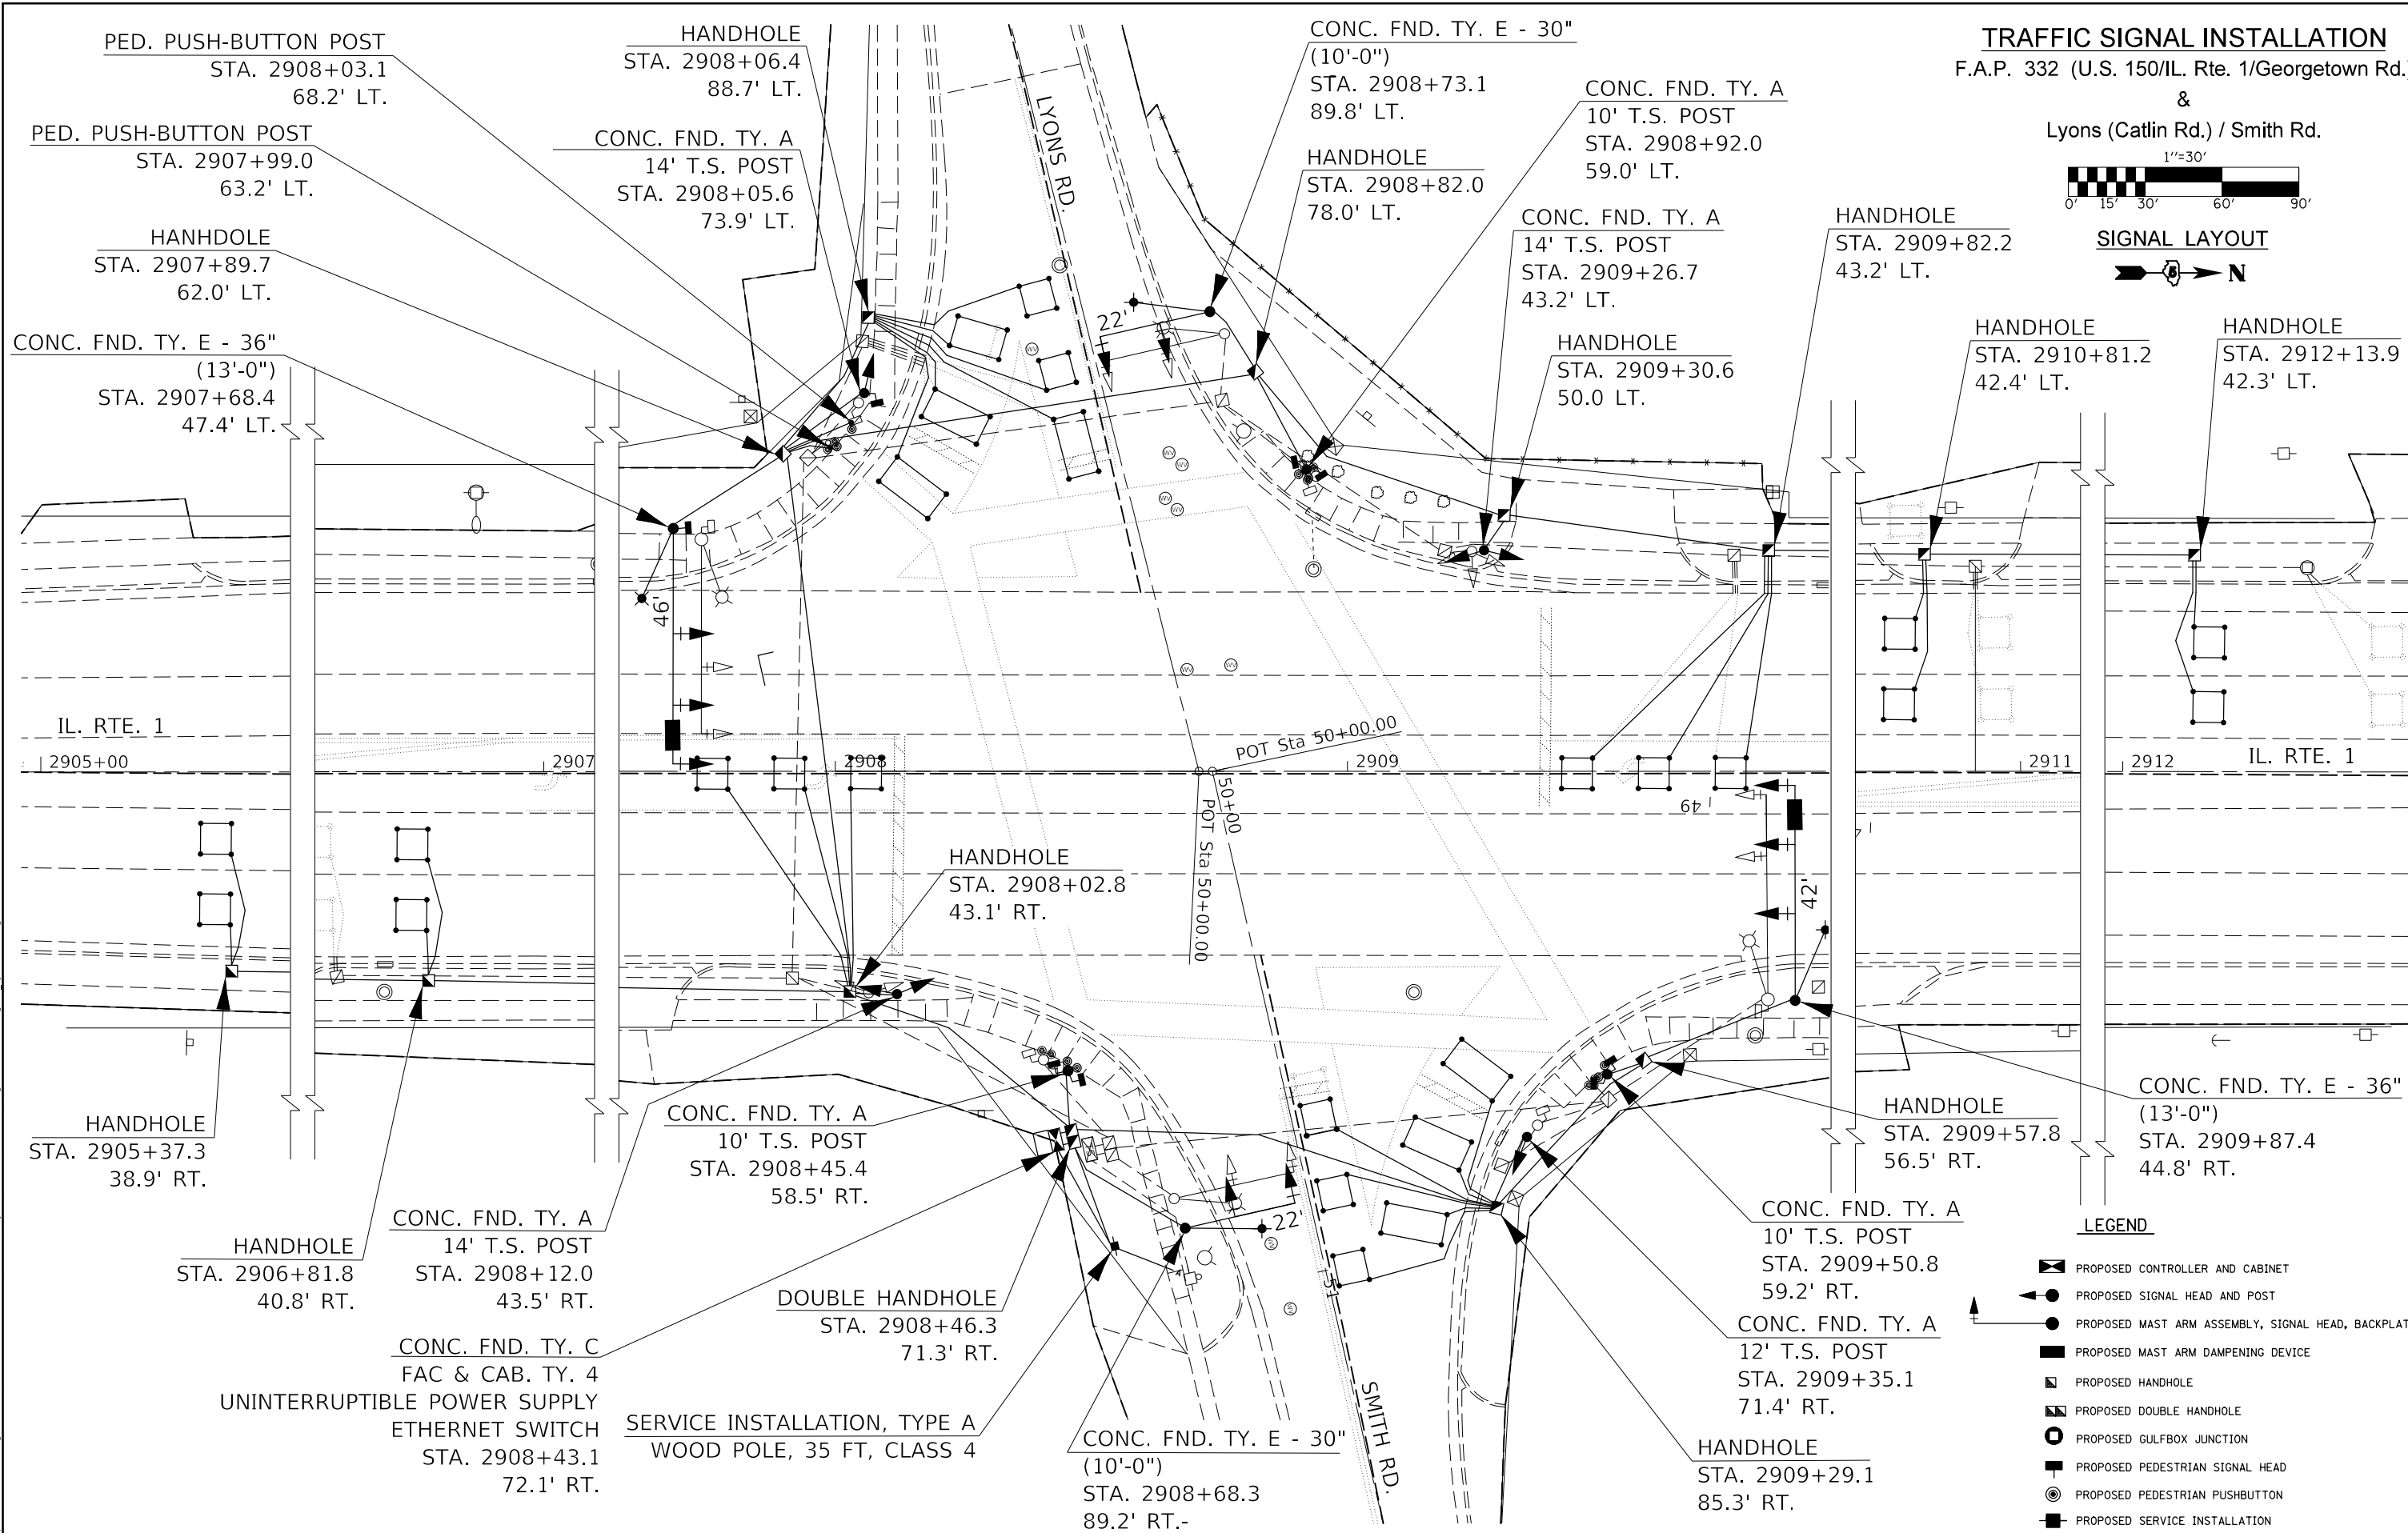 TRAFFIC SIGNAL INSTALLATION
F.A.P. 332 (U.S. 150/IL. Rte. 1/Georgetown Rd.)
&
Lyons (Catlin Rd.) / Smith Rd.
1''=30'
0' 15' 30' 60' 90'
SIGNAL LAYOUT
5 N
PED. PUSH-BUTTON POST
STA. 2908+03.1
68.2' LT.
PED. PUSH-BUTTON POST
STA. 2907+99.0
63.2' LT.
HANHDOLE
STA. 2907+89.7
62.0' LT.
CONC. FND. TY. E - 36"
(13'-0")
STA. 2907+68.4
47.4' LT.
HANDHOLE
STA. 2908+06.4
88.7' LT.
CONC. FND. TY. A
14' T.S. POST
STA. 2908+05.6
73.9' LT.
LYONS RD.
CONC. FND. TY. E - 30"
(10'-0")
STA. 2908+73.1
89.8' LT.
CONC. FND. TY. A
10' T.S. POST
STA. 2908+92.0
59.0' LT.
HANDHOLE
STA. 2908+82.0
78.0' LT.
CONC. FND. TY. A
14' T.S. POST
STA. 2909+26.7
43.2' LT.
HANDHOLE
STA. 2909+30.6
50.0 LT.
HANDHOLE
STA. 2909+82.2
43.2' LT.
HANDHOLE
STA. 2910+81.2
42.4' LT.
HANDHOLE
STA. 2912+13.9
42.3' LT.
22'
46'
WV
WV
WV
WV
WV
WV
WV
IL. RTE. 1
2905+00
2907
2908
2909
2911
2912
IL. RTE. 1
POT Sta 50+00.00
50+00
POT Sta 50+00.00
49
42'
HANDHOLE
STA. 2908+02.8
43.1' RT.
HANDHOLE
STA. 2905+37.3
38.9' RT.
HANDHOLE
STA. 2906+81.8
40.8' RT.
CONC. FND. TY. A
14' T.S. POST
STA. 2908+12.0
43.5' RT.
CONC. FND. TY. A
10' T.S. POST
STA. 2908+45.4
58.5' RT.
CONC. FND. TY. C
FAC & CAB. TY. 4
UNINTERRUPTIBLE POWER SUPPLY
ETHERNET SWITCH
STA. 2908+43.1
72.1' RT.
DOUBLE HANDHOLE
STA. 2908+46.3
71.3' RT.
SERVICE INSTALLATION, TYPE A
WOOD POLE, 35 FT, CLASS 4
22'
WV
WV
51
CONC. FND. TY. E - 30"
(10'-0")
STA. 2908+68.3
89.2' RT.-
SMITH RD.
HANDHOLE
STA. 2909+57.8
56.5' RT.
CONC. FND. TY. E - 36"
(13'-0")
STA. 2909+87.4
44.8' RT.
CONC. FND. TY. A
10' T.S. POST
STA. 2909+50.8
59.2' RT.
CONC. FND. TY. A
12' T.S. POST
STA. 2909+35.1
71.4' RT.
HANDHOLE
STA. 2909+29.1
85.3' RT.
LEGEND
PROPOSED CONTROLLER AND CABINET
PROPOSED SIGNAL HEAD AND POST
PROPOSED MAST ARM ASSEMBLY, SIGNAL HEAD, BACKPLAT
PROPOSED MAST ARM DAMPENING DEVICE
PROPOSED HANDHOLE
PROPOSED DOUBLE HANDHOLE
PROPOSED GULFBOX JUNCTION
PROPOSED PEDESTRIAN SIGNAL HEAD
PROPOSED PEDESTRIAN PUSHBUTTON
PROPOSED SERVICE INSTALLATION